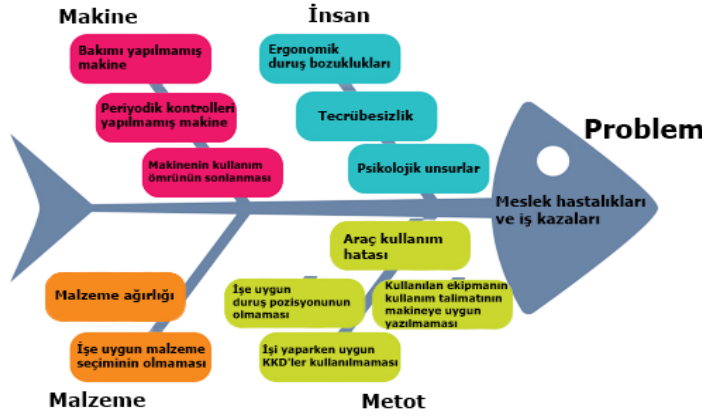 Makine
Bakımı yapılmamış
makine
Periyodik kontrolleri
yapılmamış makine
Makinenin kullanım
ömrünün sonlanması
İnsan
Ergonomik
duruş bozuklukları
Tecrübesizlik
Psikolojik unsurlar
Problem
Meslek hastalıkları
ve iş kazaları
Malzeme ağırlığı
İşe uygun malzeme
seçiminin olmaması
Malzeme
Araç kullanım
hatası
İşe uygun
duruş pozisyonunun
olmaması
Kullanılan ekipmanın
kullanım talimatının
makineye uygun
yazılmaması
İşi yaparken uygun
KKD'ler kullanılmaması
Metot